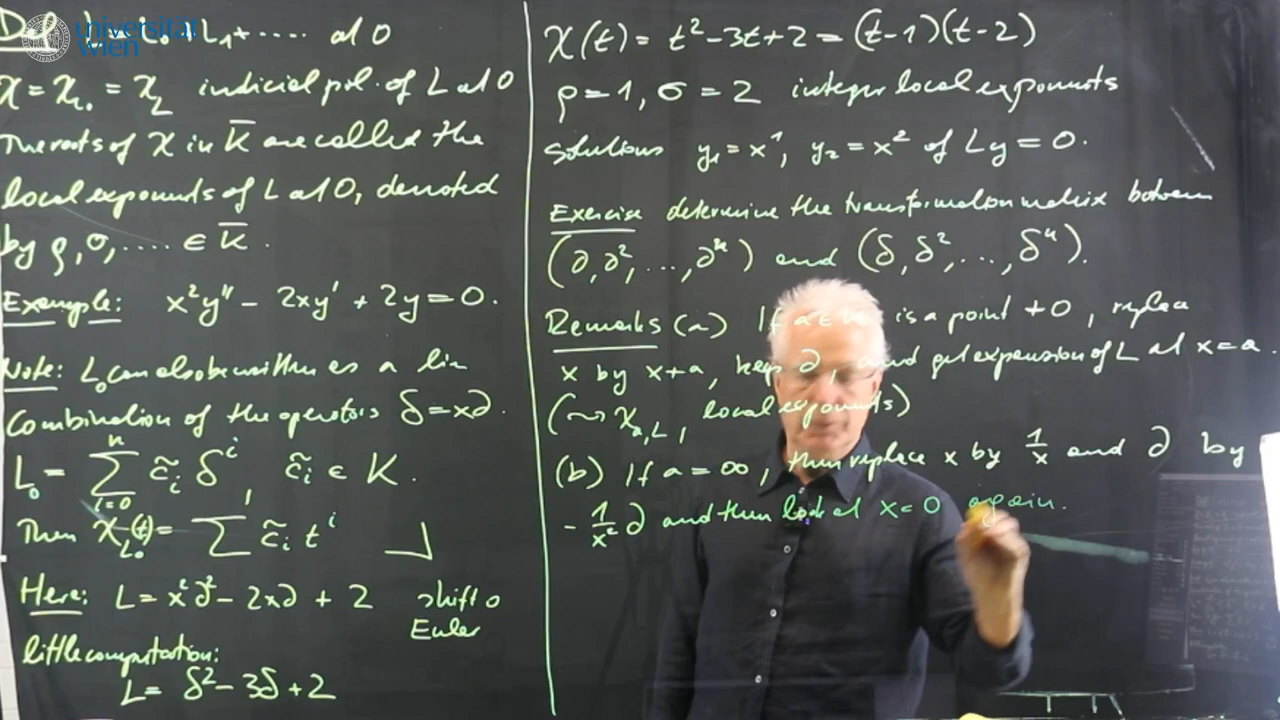 universität
wien
Def L = L₀ + L₁ + .... at 0
χ = χ_L₀ = χ_L indicial pol. of L at 0
The roots of χ in K̅ are called the
local exponents of L at 0, denoted
by ρ, σ, .... ∈ K̅.
Example: x²y'' - 2xy' + 2y = 0.
Note: L₀ can also be written as a lin
combination of the operators δ = x∂.
L₀ = ∑_{i=0}^{n} c̃ᵢ δⁱ, c̃ᵢ ∈ K.
Then χ_L₀(t) = ∑ c̃ᵢ tⁱ
Here: L = x²∂² - 2x∂ + 2 shift 0
Euler
little computation:
L = δ² - 3δ + 2
χ(t) = t² - 3t + 2 = (t-1)(t-2)
ρ = 1, σ = 2 integer local exponents
solutions y₁ = x¹, y₂ = x² of Ly = 0.
Exercise determine the transformation matrix between
(∂, ∂², ..., ∂ⁿ) and (δ, δ², ..., δⁿ).
Remarks (a) If a ∈ is a point ≠ 0, replace
x by x+a, keep ∂, and get expansion of L at x = a.
(⤳ χ_{a,L}, local exponents)
(b) If a = ∞, then replace x by 1/x and ∂ by
- 1/x² ∂ and then look at x = 0 again.